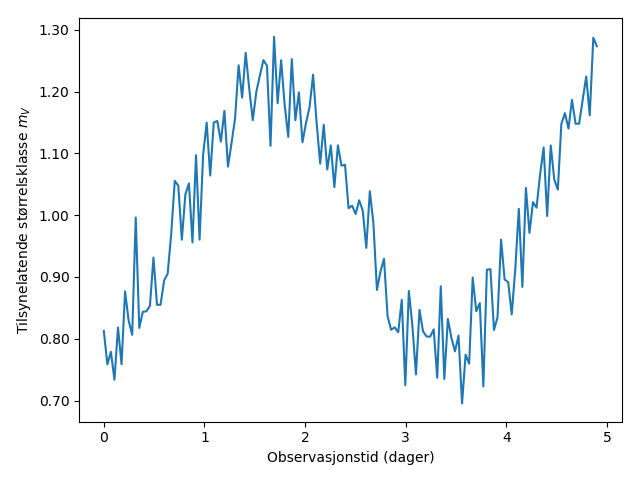 1.30
1.20
1.10
1.00
0.90
0.80
0.70
Tilsynelatende størrelsesklasse $m_V$
0 1 2 3 4 5
Observasjonstid (dager)